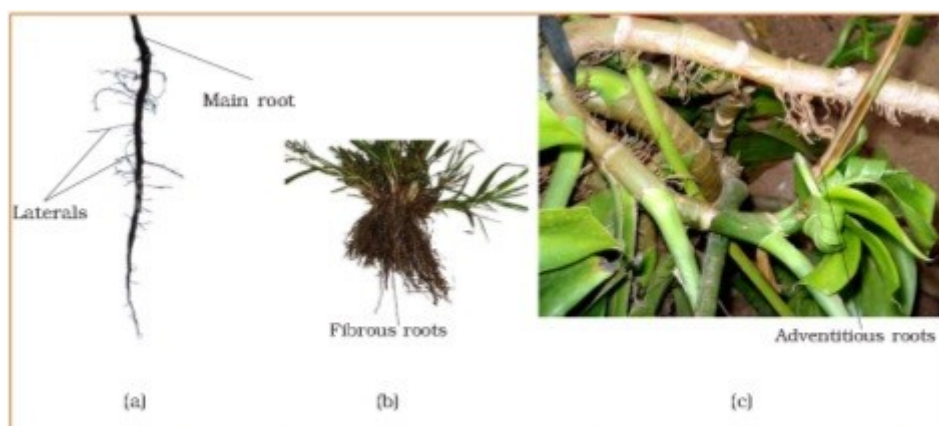 Main root
Laterals
Fibrous roots
Adventitious roots
(a)
(b)
(c)